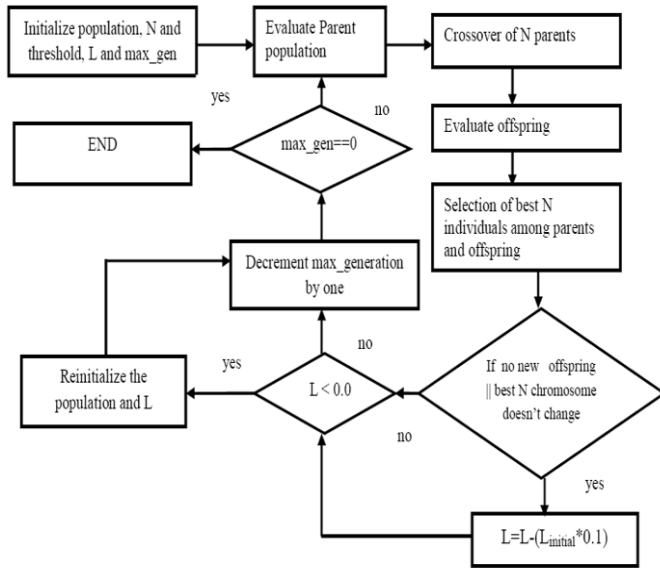 Initialize population, N and
threshold, L and max_gen
Evaluate Parent
population
Crossover of N parents
yes
no
END
max_gen==0
Evaluate offspring
Selection of best N
individuals among parents
and offspring
Decrement max_generation
by one
no
yes
Reinitialize the
population and L
L < 0.0
If no new offspring
|| best N chromosome
doesn't change
no
yes
L=L-(Linitial*0.1)